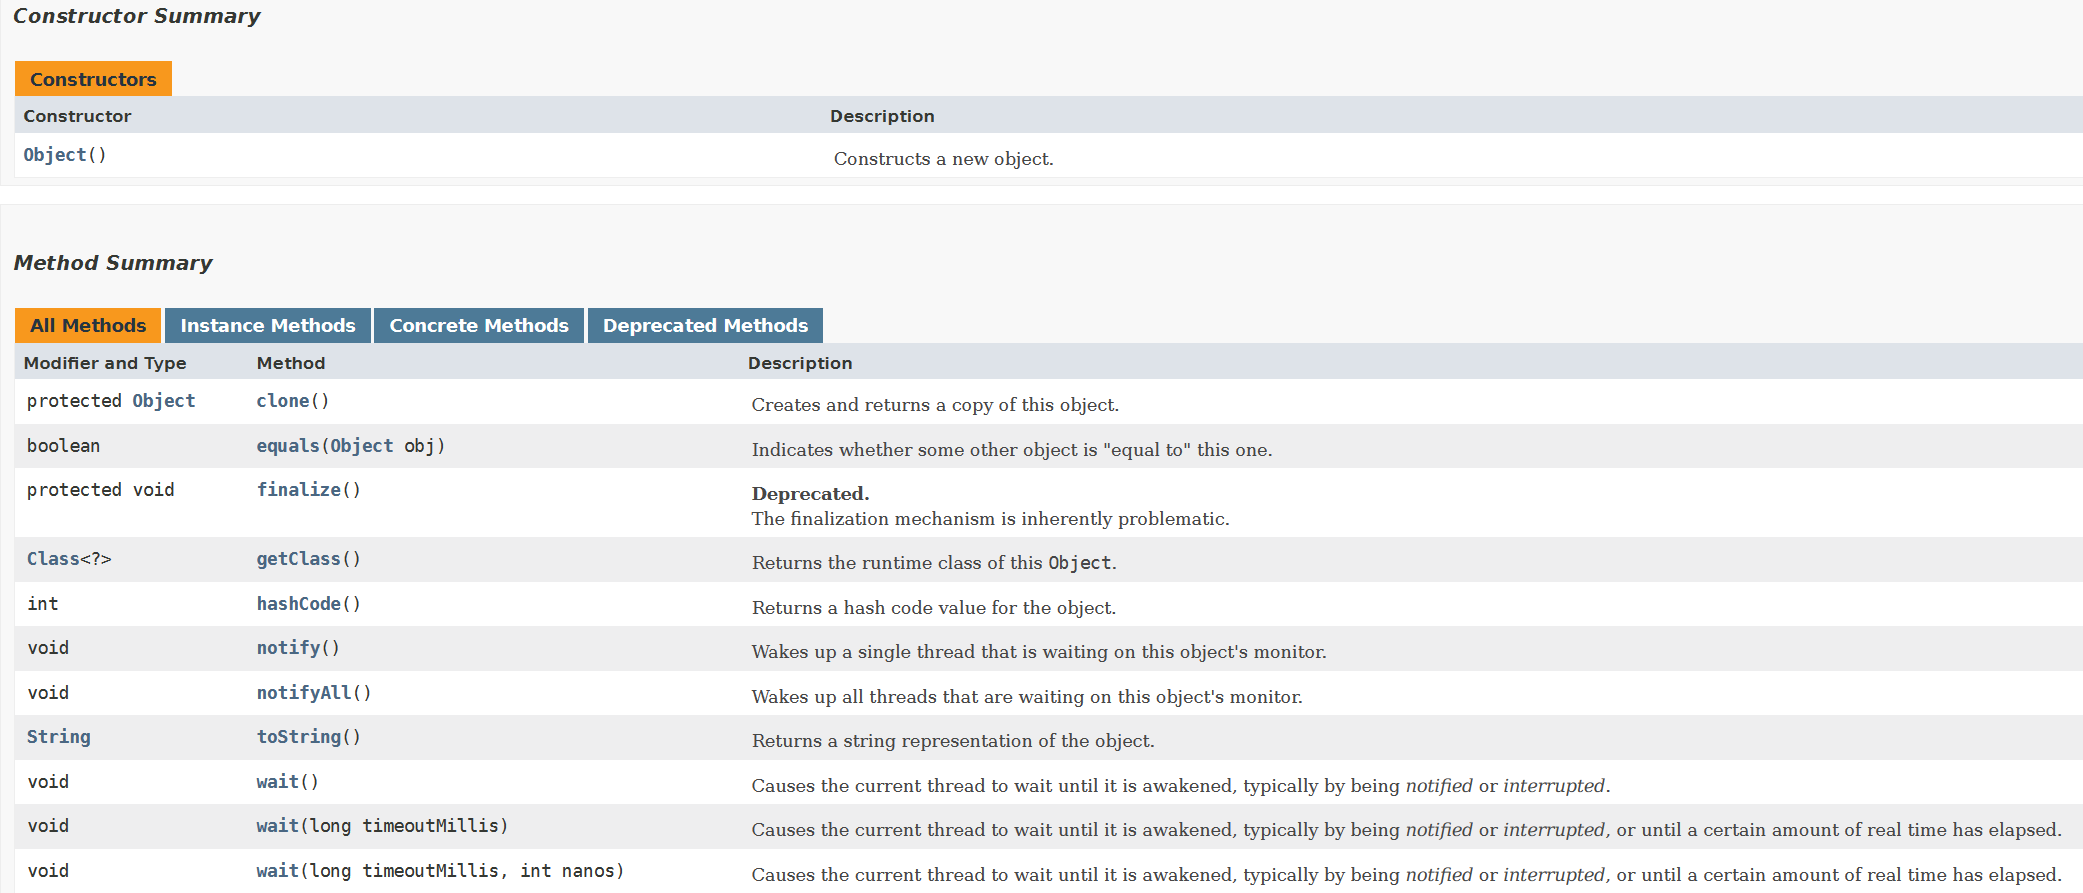 Constructor Summary
Constructors
Constructor Description
Object() Constructs a new object.
Method Summary
All Methods Instance Methods Concrete Methods Deprecated Methods
Modifier and Type Method Description
protected Object clone() Creates and returns a copy of this object.
boolean equals(Object obj) Indicates whether some other object is "equal to" this one.
protected void finalize() Deprecated.
The finalization mechanism is inherently problematic.
Class<?> getClass() Returns the runtime class of this Object.
int hashCode() Returns a hash code value for the object.
void notify() Wakes up a single thread that is waiting on this object's monitor.
void notifyAll() Wakes up all threads that are waiting on this object's monitor.
String toString() Returns a string representation of the object.
void wait() Causes the current thread to wait until it is awakened, typically by being notified or interrupted.
void wait(long timeoutMillis) Causes the current thread to wait until it is awakened, typically by being notified or interrupted, or until a certain amount of real time has elapsed.
void wait(long timeoutMillis, int nanos) Causes the current thread to wait until it is awakened, typically by being notified or interrupted, or until a certain amount of real time has elapsed.